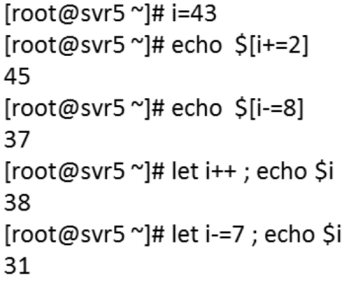 [root@svr5 ~]# i=43
[root@svr5 ~]# echo  $[i+=2]
45
[root@svr5 ~]# echo  $[i-=8]
37
[root@svr5 ~]# let i++ ; echo $i
38
[root@svr5 ~]# let i-=7 ; echo $i
31